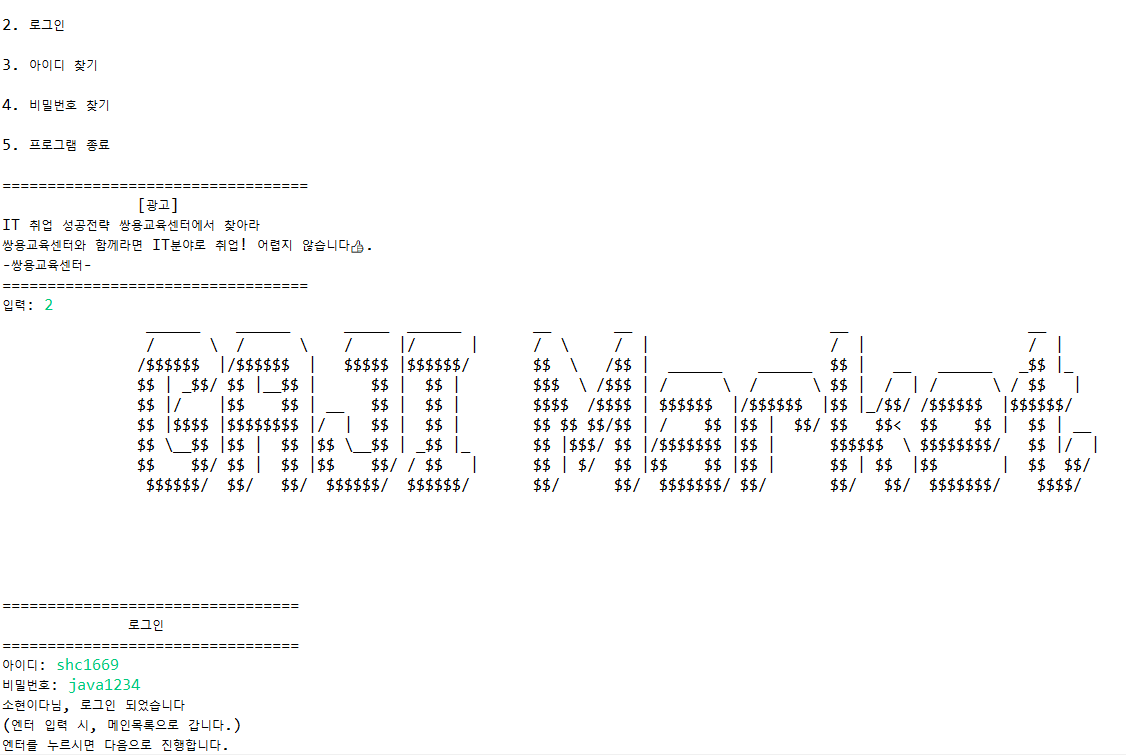 2. 로그인
3. 아이디 찾기
4. 비밀번호 찾기
5. 프로그램 종료
==================================
[광고]
IT 취업 성공전략 쌍용교육센터에서 찾아라
쌍용교육센터와 함께라면 IT분야로 취업! 어렵지 않습니다👍.
-쌍용교육센터-
==================================
입력: 2
GAJI Market
=================================
로그인
=================================
아이디: shc1669
비밀번호: java1234
소현이다님, 로그인 되었습니다
(엔터 입력 시, 메인목록으로 갑니다.)
엔터를 누르시면 다음으로 진행합니다.